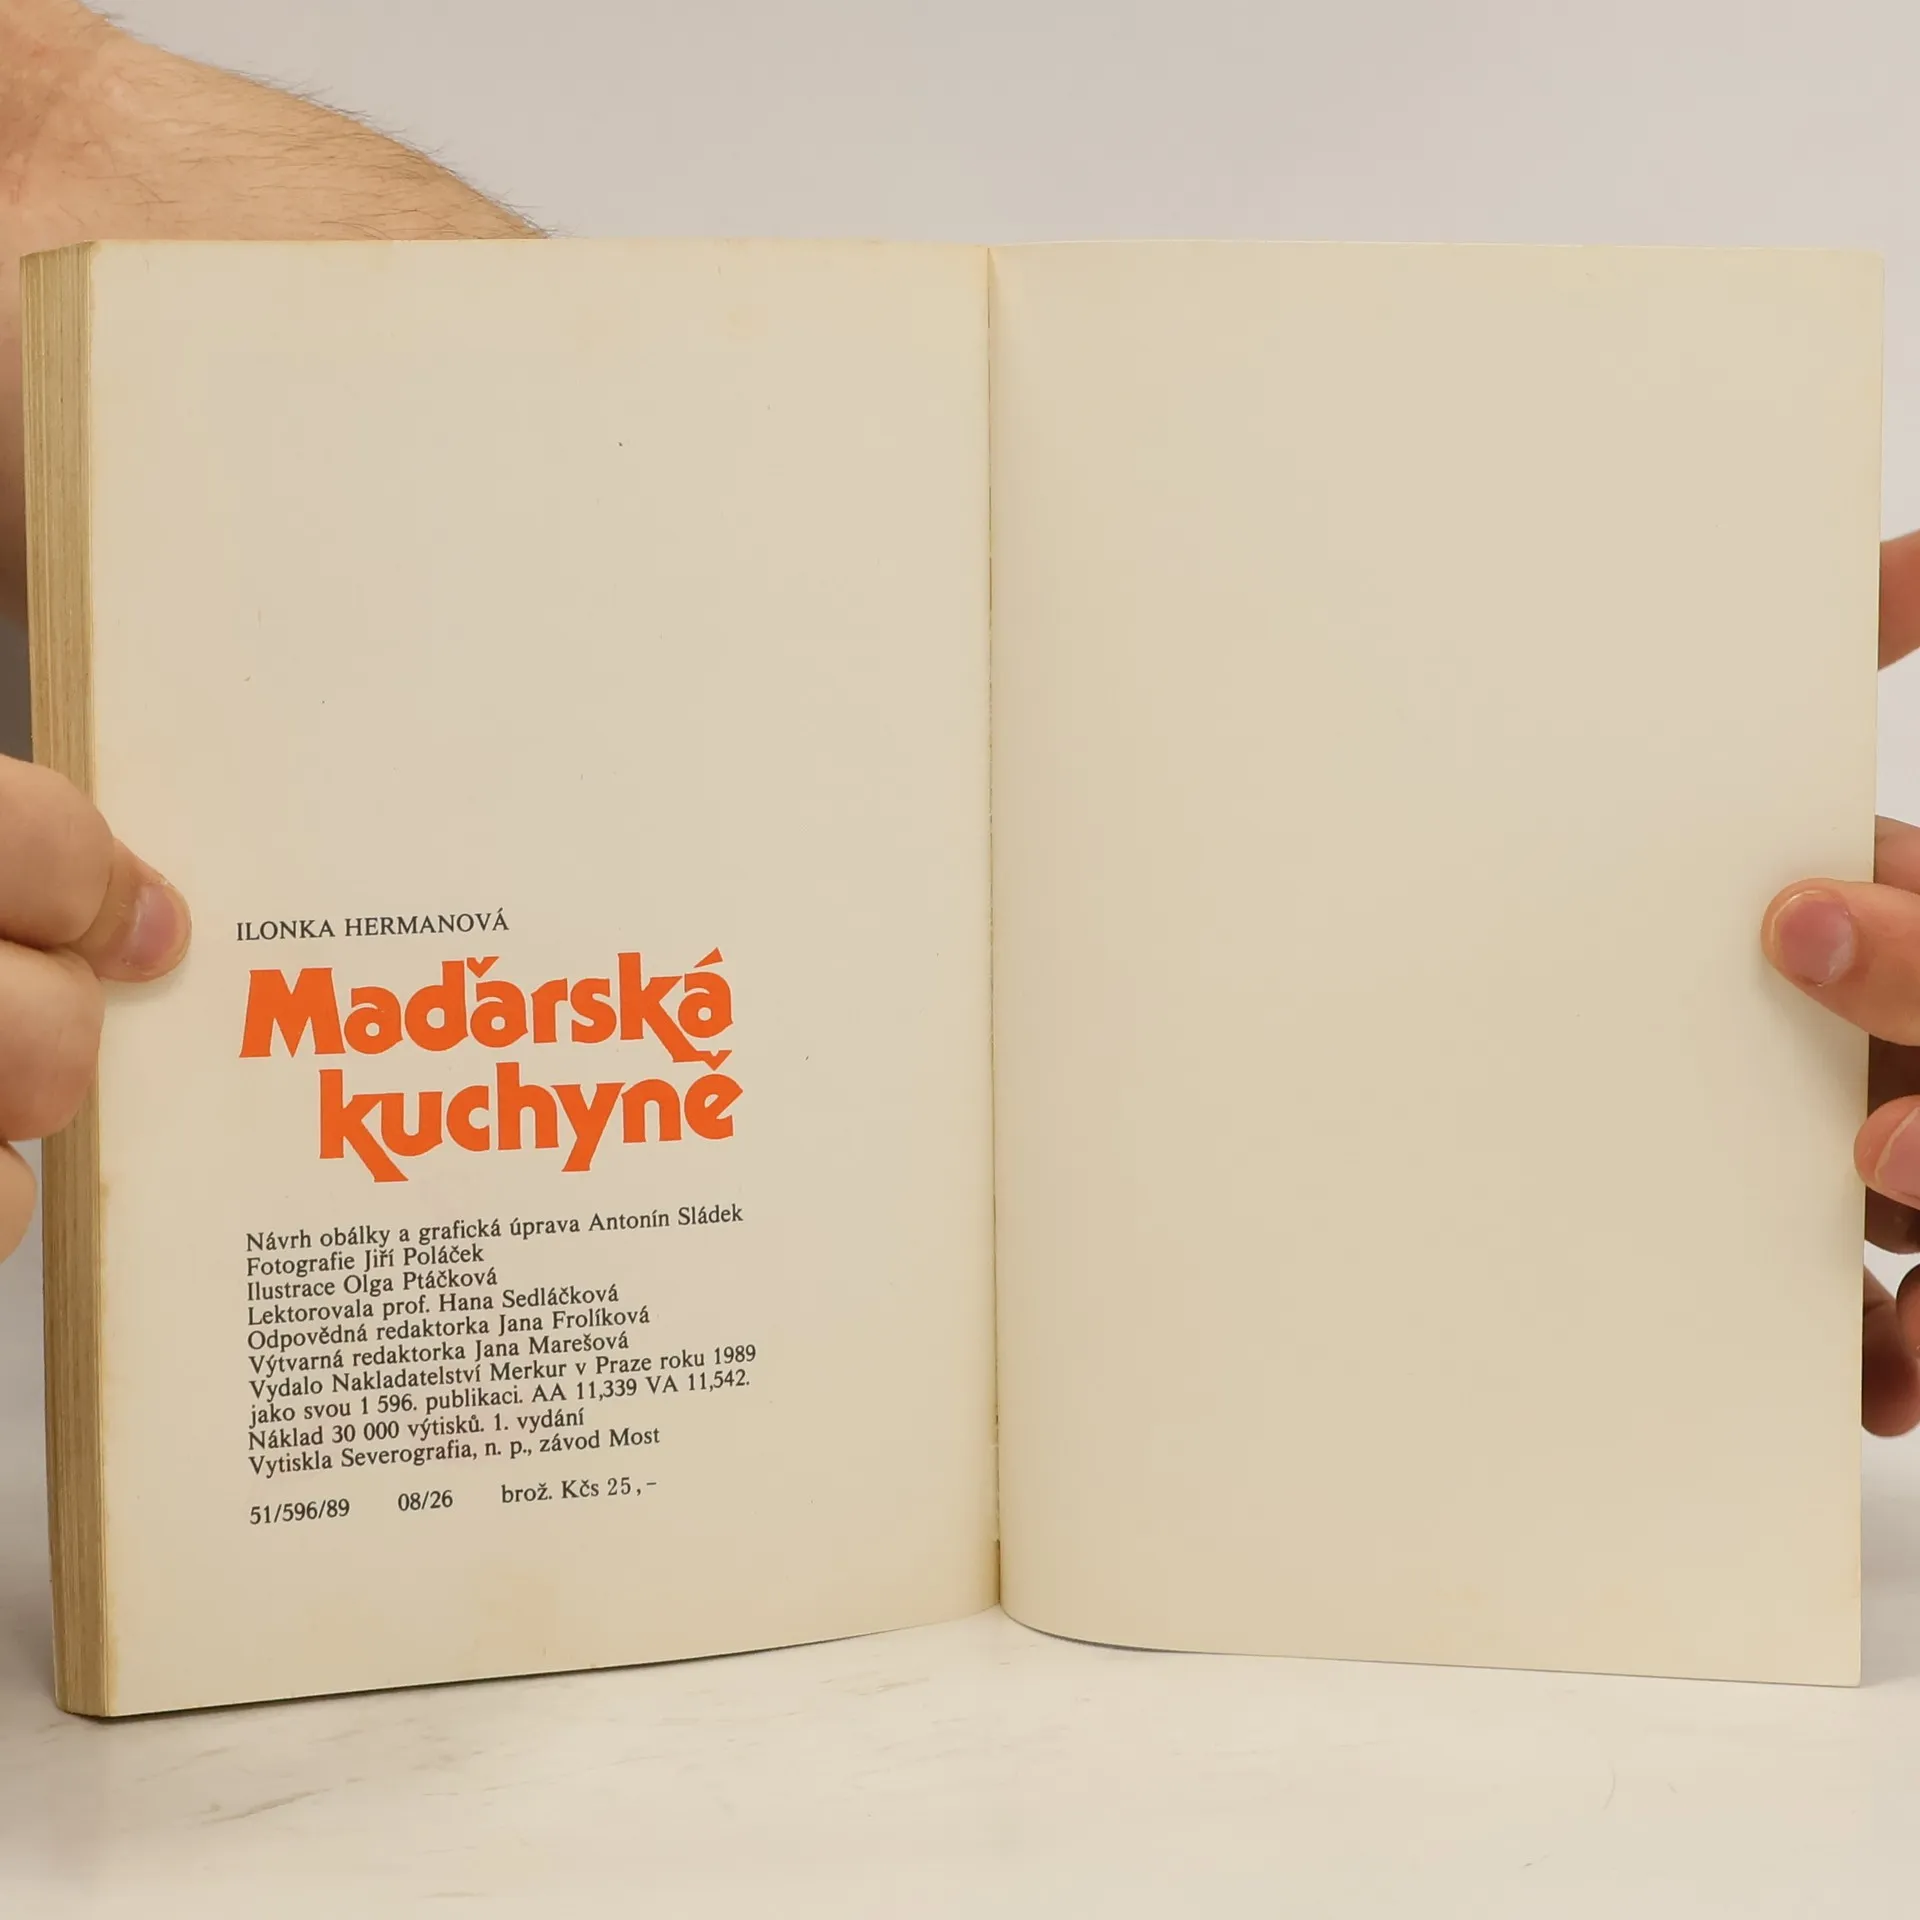 ILONKA HERMANOVÁ
Maďarská
kuchyně
Návrh obálky a grafická úprava Antonín Sládek
Fotografie Jiří Poláček
Ilustrace Olga Ptáčková
Lektorovala prof. Hana Sedláčková
Odpovědná redaktorka Jana Frolíková
Výtvarná redaktorka Jana Marešová
Vydalo Nakladatelství Merkur v Praze roku 1989
jako svou 1 596. publikaci. AA 11,339 VA 11,542.
Náklad 30 000 výtisků. 1. vydání
Vytiskla Severografia, n. p., závod Most
51/596/89 08/26 brož. Kčs 25,–